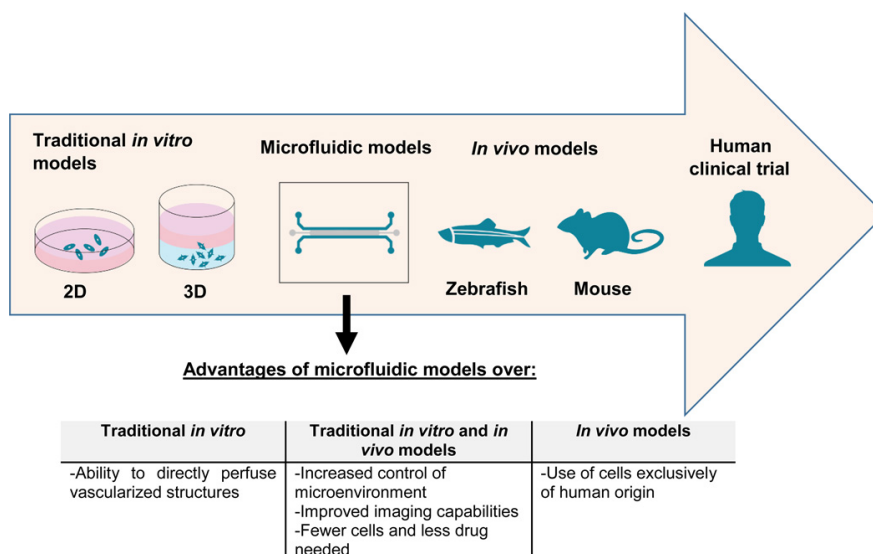 Traditional in vitro
models
Microfluidic models
In vivo models
Human
clinical trial
2D
3D
Zebrafish
Mouse
Advantages of microfluidic models over:
Traditional in vitro
Traditional in vitro and in
vivo models
In vivo models
-Ability to directly perfuse
vascularized structures
-Increased control of
microenvironment
-Improved imaging capabilities
-Fewer cells and less drug
needed
-Use of cells exclusively
of human origin